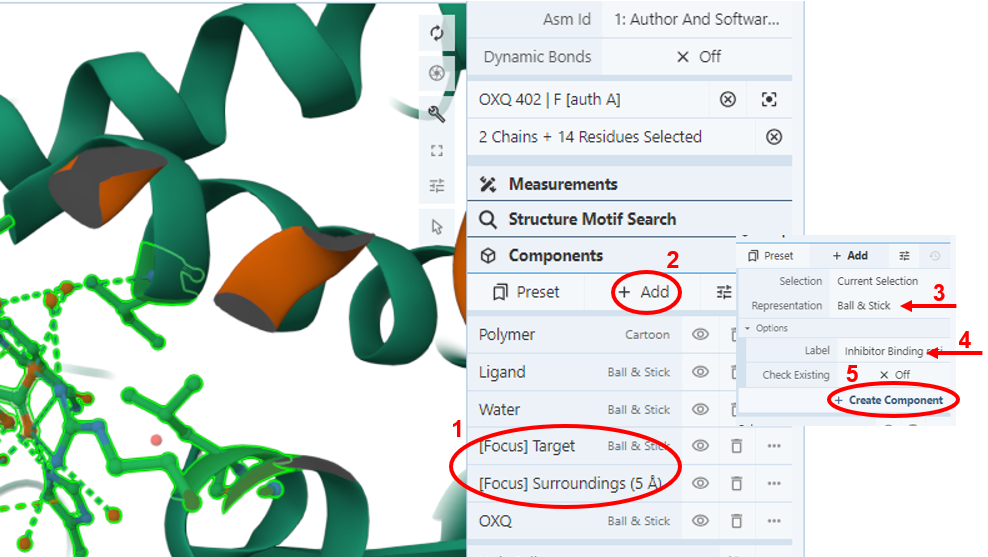 Asm Id 1: Author And Softwar...
Dynamic Bonds Off
OXQ 402 | F [auth A]
2 Chains + 14 Residues Selected
Measurements
Structure Motif Search
Components
2
Preset + Add
Polymer Cartoon
Ligand Ball & Stick
Water Ball & Stick
1
[Focus] Target Ball & Stick
[Focus] Surroundings (5 Å)
OXQ Ball & Stick
Preset + Add
Selection Current Selection
Representation Ball & Stick
3
Options
Label Inhibitor Binding
4
Check Existing Off
5
+ Create Component